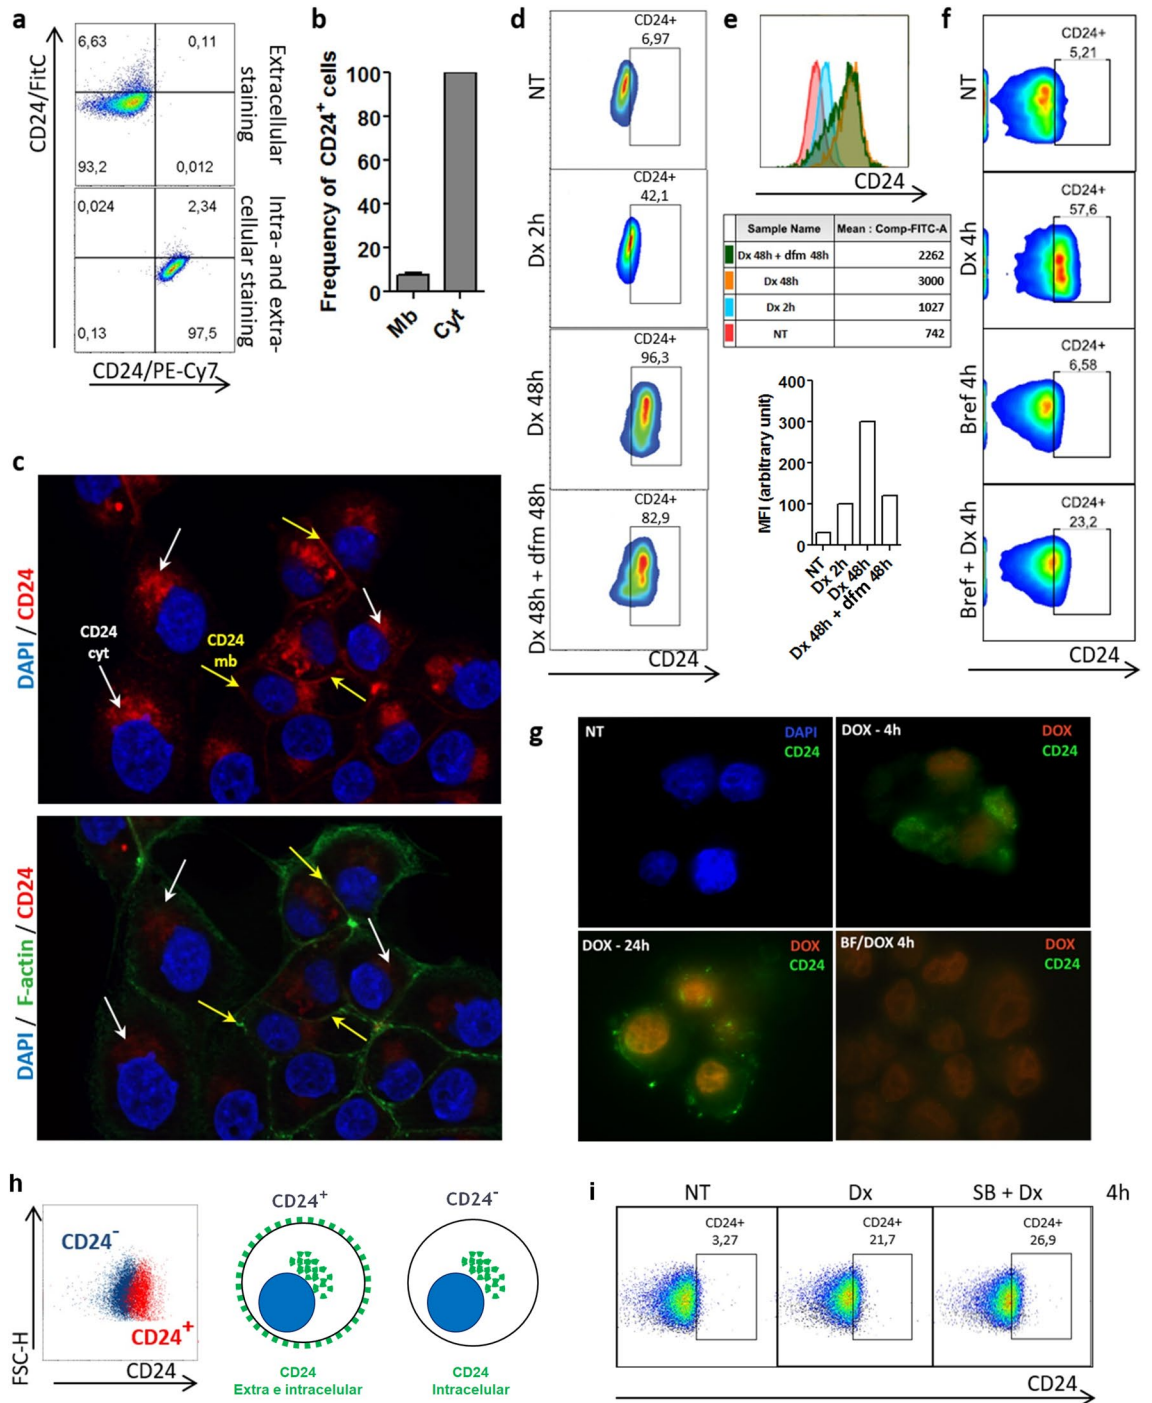 a
CD24/FitC
6,63
0,11
93,2
0,012
Extracellular
staining
0,024
2,34
0,13
97,5
Intra- and extra-
cellular staining
CD24/PE-Cy7
b
Frequency of CD24+ cells
100
80
60
40
20
0
Mb
Cyt
c
DAPI / CD24
CD24
cyt
CD24
mb
DAPI / F-actin / CD24
d
NT
CD24+
6,97
Dx 2h
CD24+
42,1
Dx 48h
CD24+
96,3
Dx 48h + dfm 48h
CD24+
82,9
CD24
e
CD24
Sample Name Mean : Comp-FITC-A
Dx 48h + dfm 48h 2262
Dx 48h 3000
Dx 2h 1027
NT 742
MFI (arbitrary unit)
400
300
200
100
0
NT
Dx 2h
Dx 48h
Dx 48h + dfm 48h
f
NT
CD24+
5,21
Dx 4h
CD24+
57,6
Bref 4h
CD24+
6,58
Bref + Dx 4h
CD24+
23,2
CD24
g
NT
DAPI
CD24
DOX - 4h
DOX
CD24
DOX - 24h
DOX
CD24
BF/DOX 4h
DOX
CD24
h
FSC-H
CD24-
CD24+
CD24
CD24+
CD24
Extra e intracelular
CD24-
CD24
Intracelular
i
NT
Dx
SB + Dx
4h
CD24+
3,27
CD24+
21,7
CD24+
26,9
CD24